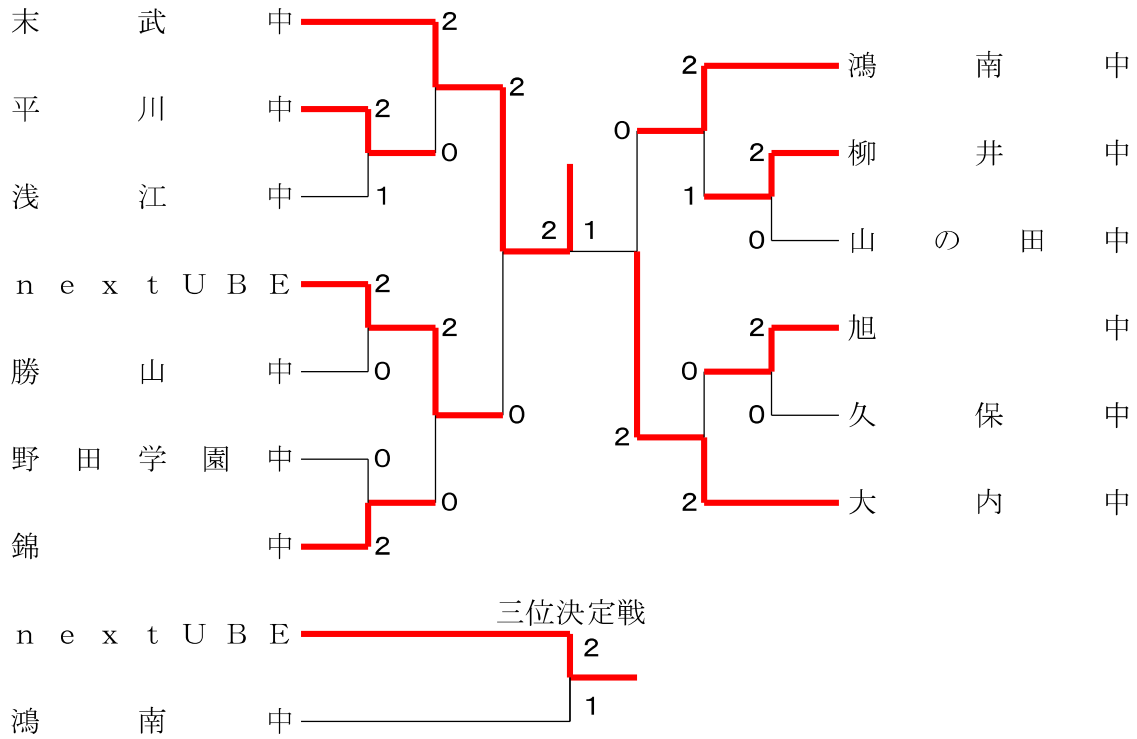 末武中
2
平川中
2
2
0
浅江中
1
nextUBE
2
2
勝山中
0
0
野田学園中
0
0
錦中
2
2 1
鴻南中
2
0
柳井中
2
1
山の田中
0
旭中
2
0
久保中
0
2
大内中
2
三位決定戦
nextUBE
2
1
鴻南中